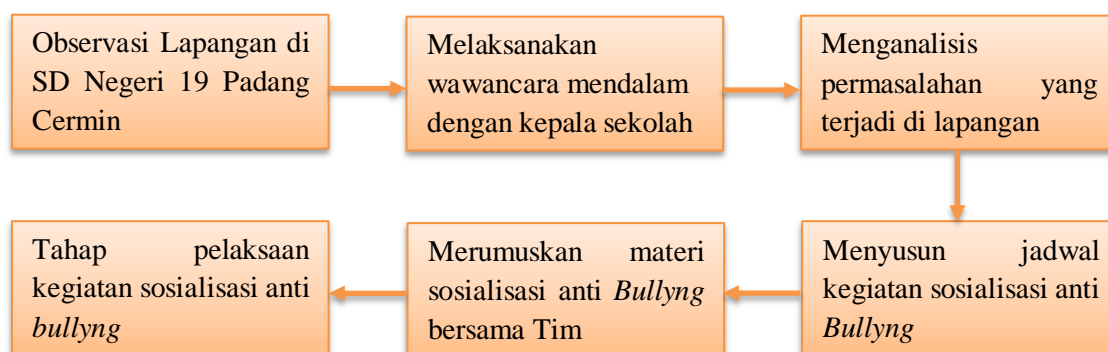 Observasi Lapangan di
SD Negeri 19 Padang
Cermin
Melaksanakan
wawancara mendalam
dengan kepala sekolah
Menganalisis
permasalahan yang
terjadi di lapangan
Menyusun jadwal
kegiatan sosialisasi anti
Bullyng
Merumuskan materi
sosialisasi anti Bullyng
bersama Tim
Tahap pelaksaan
kegiatan sosialisasi anti
bullyng